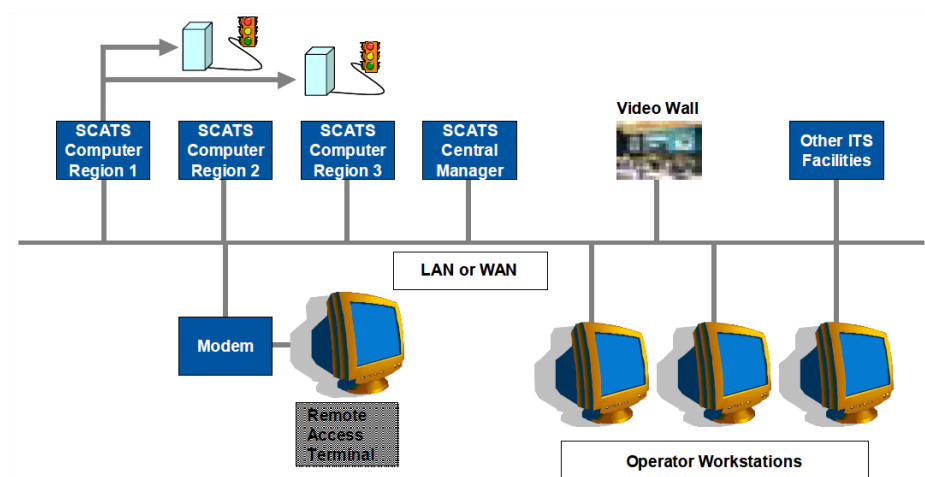 SCATS
Computer
Region 1
SCATS
Computer
Region 2
SCATS
Computer
Region 3
SCATS
Central
Manager
Video Wall
Other ITS
Facilities
LAN or WAN
Modem
Remote
Access
Terminal
Operator Workstations